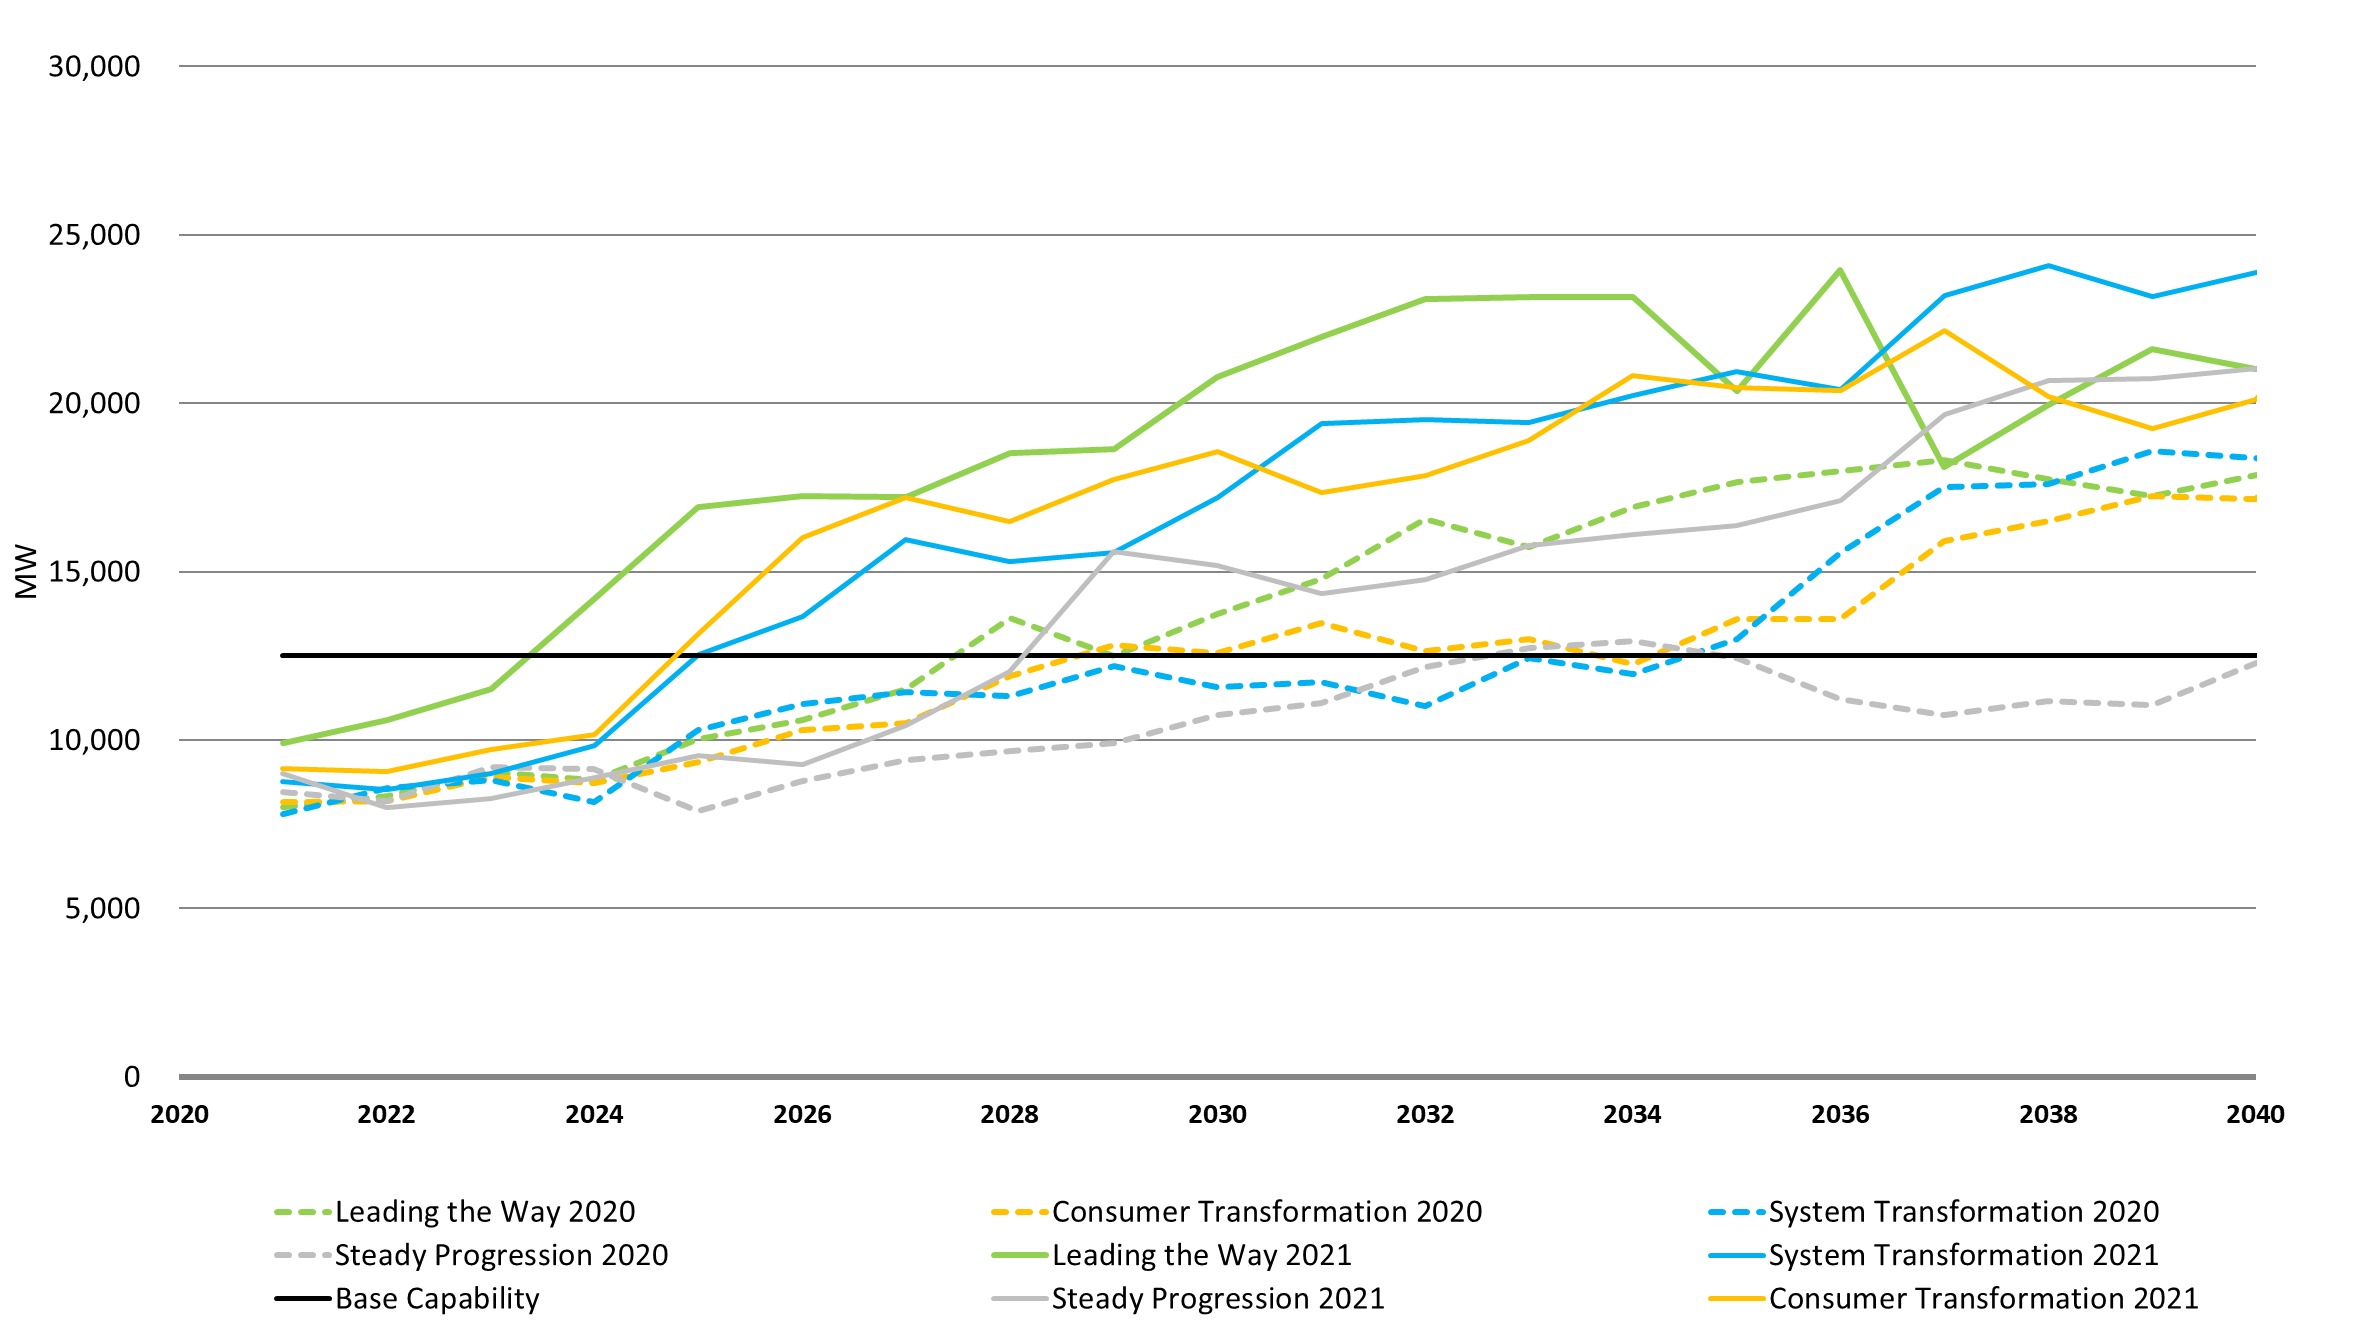 30,000
25,000
20,000
15,000
10,000
5,000
0
MW
2020 2022 2024 2026 2028 2030 2032 2034 2036 2038 2040
Leading the Way 2020 Consumer Transformation 2020 System Transformation 2020
Steady Progression 2020 Leading the Way 2021 System Transformation 2021
Base Capability Steady Progression 2021 Consumer Transformation 2021